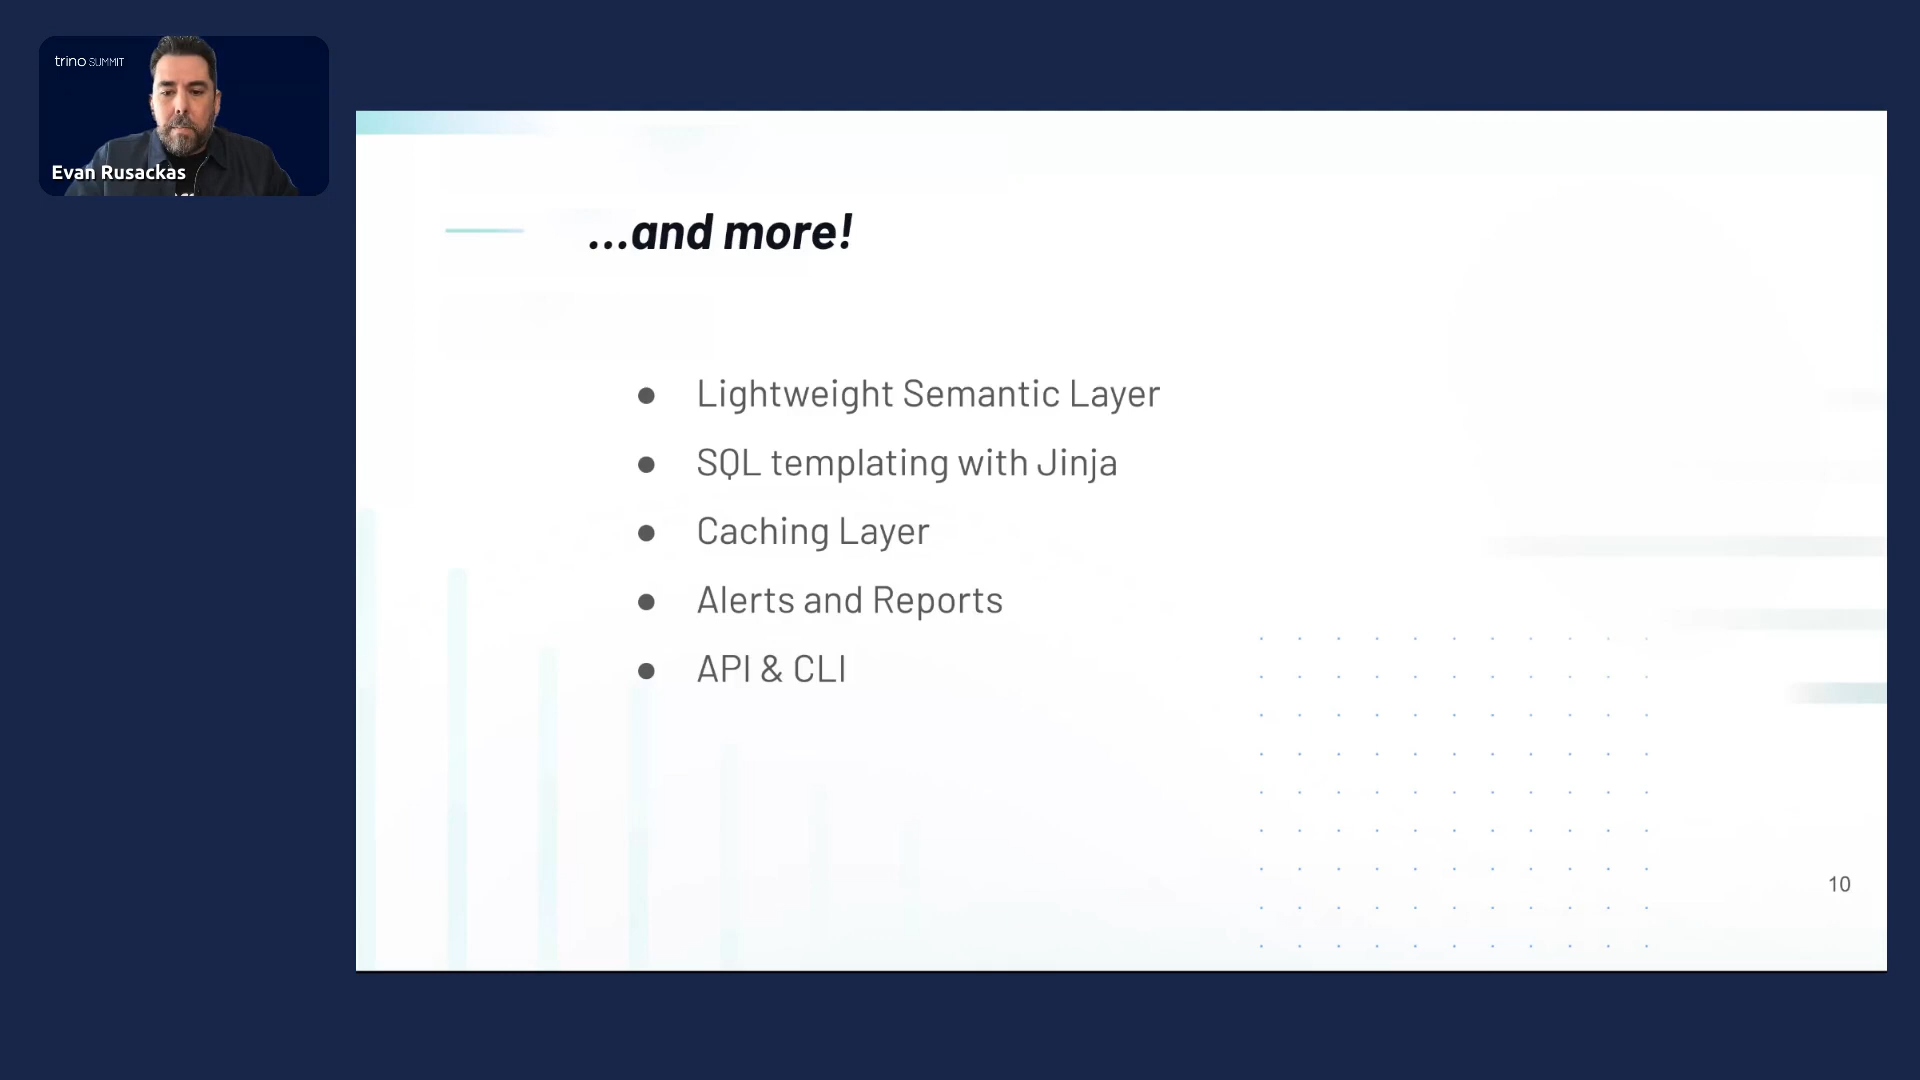 trino SUMMIT
Evan Rusackas
...and more!
● Lightweight Semantic Layer
● SQL templating with Jinja
● Caching Layer
● Alerts and Reports
● API & CLI
10